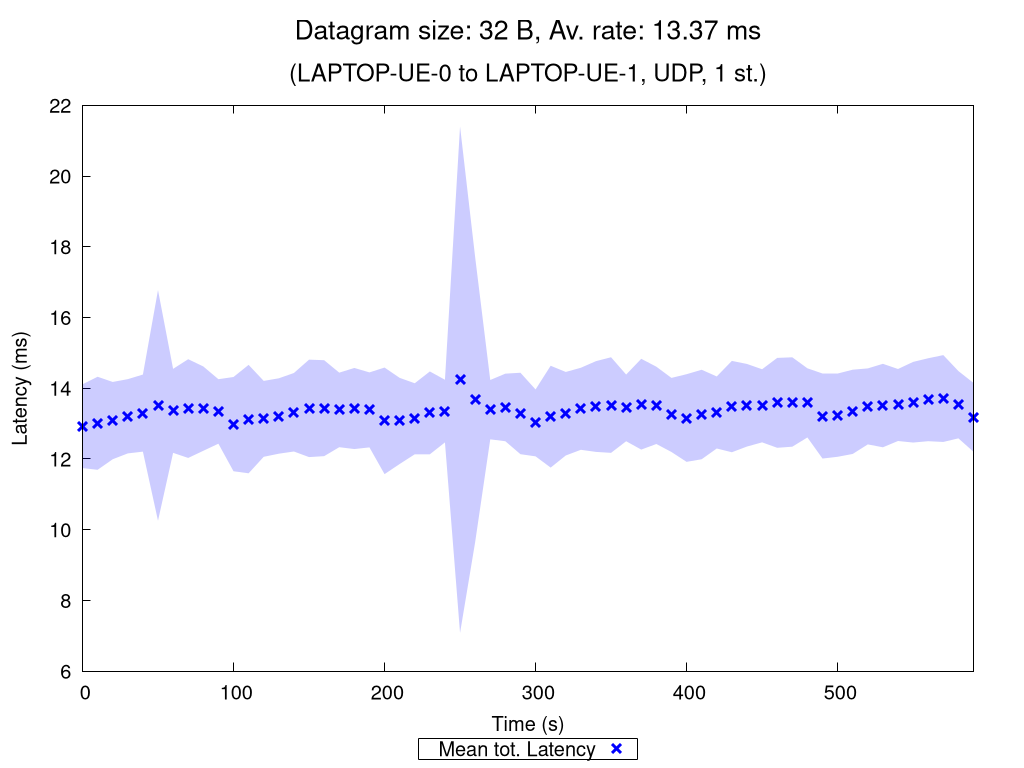 Datagram size: 32 B, Av. rate: 13.37 ms
(LAPTOP-UE-0 to LAPTOP-UE-1, UDP, 1 st.)
22
20
18
16
14
12
10
8
6
Latency (ms)
0 100 200 300 400 500
Time (s)
Mean tot. Latency